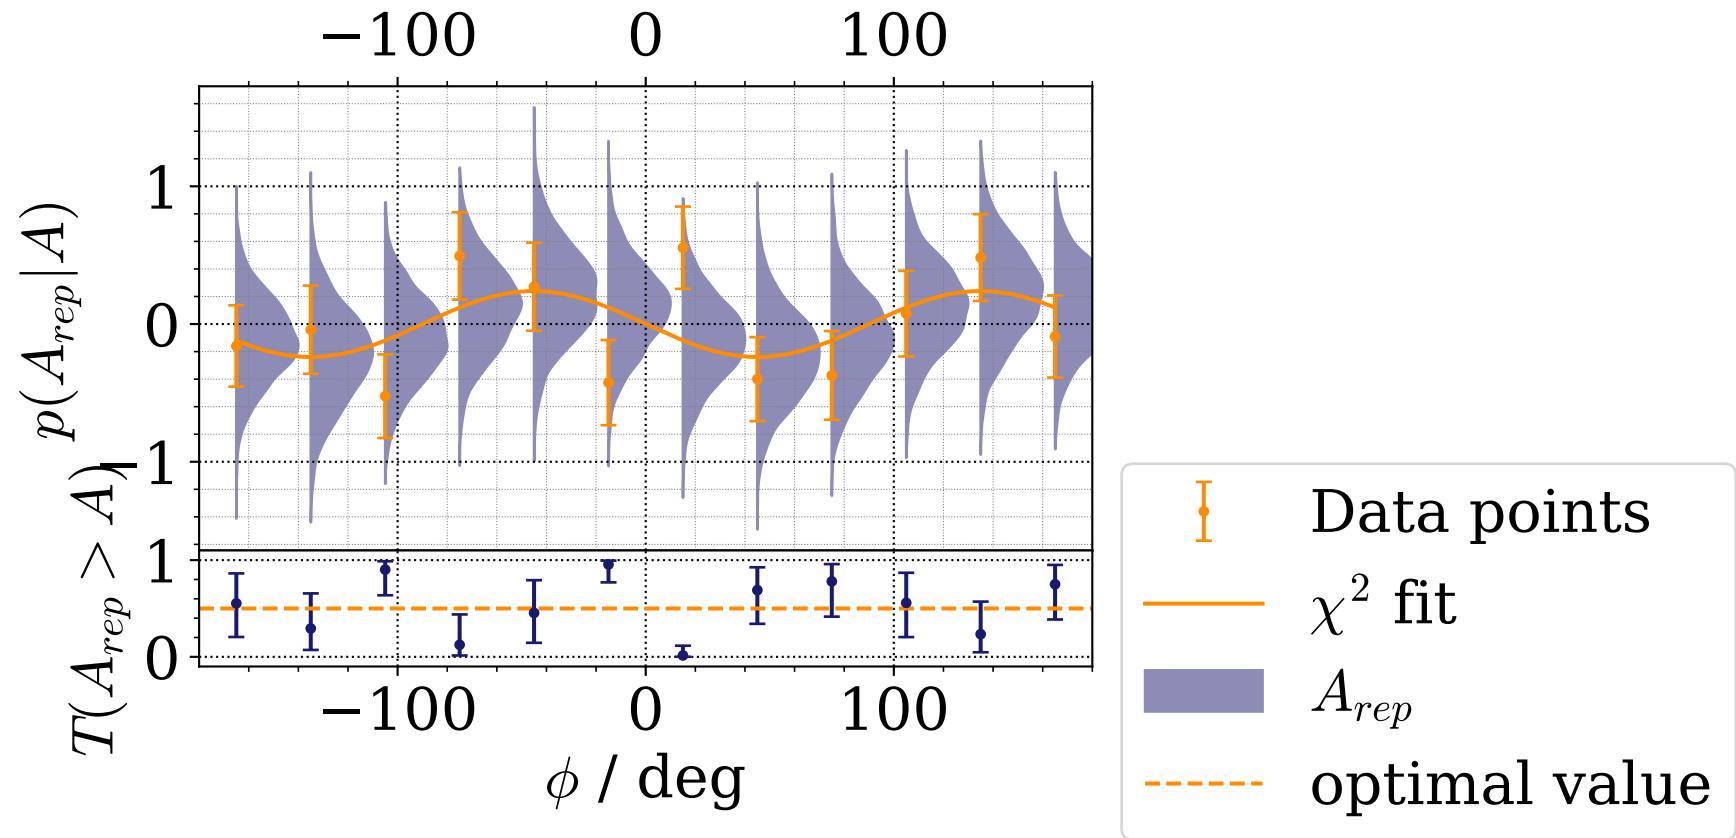 −100 0 100
p(A_rep|A)
1
0
−1
T(A_rep > A)
1
0
−100 0 100
ϕ / deg
Data points
χ² fit
A_rep
optimal value